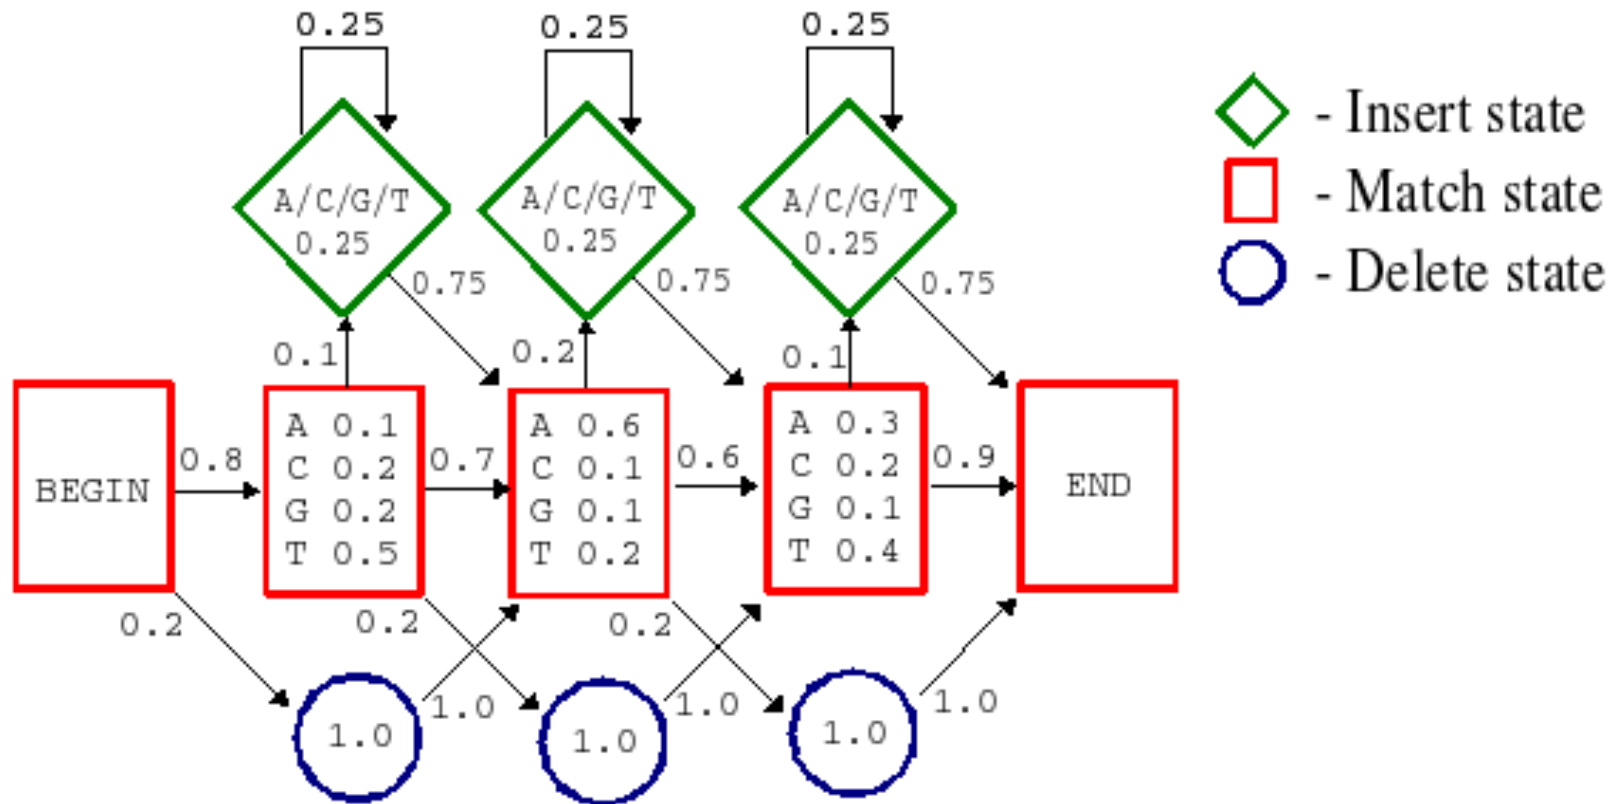 0.25
0.25
0.25
A/C/G/T
0.25
A/C/G/T
0.25
A/C/G/T
0.25
- Insert state
- Match state
- Delete state
0.75
0.75
0.75
0.1
0.2
0.1
BEGIN
0.8
A 0.1
C 0.2
G 0.2
T 0.5
0.7
A 0.6
C 0.1
G 0.1
T 0.2
0.6
A 0.3
C 0.2
G 0.1
T 0.4
0.9
END
0.2
0.2
0.2
1.0
1.0
1.0
1.0
1.0
1.0